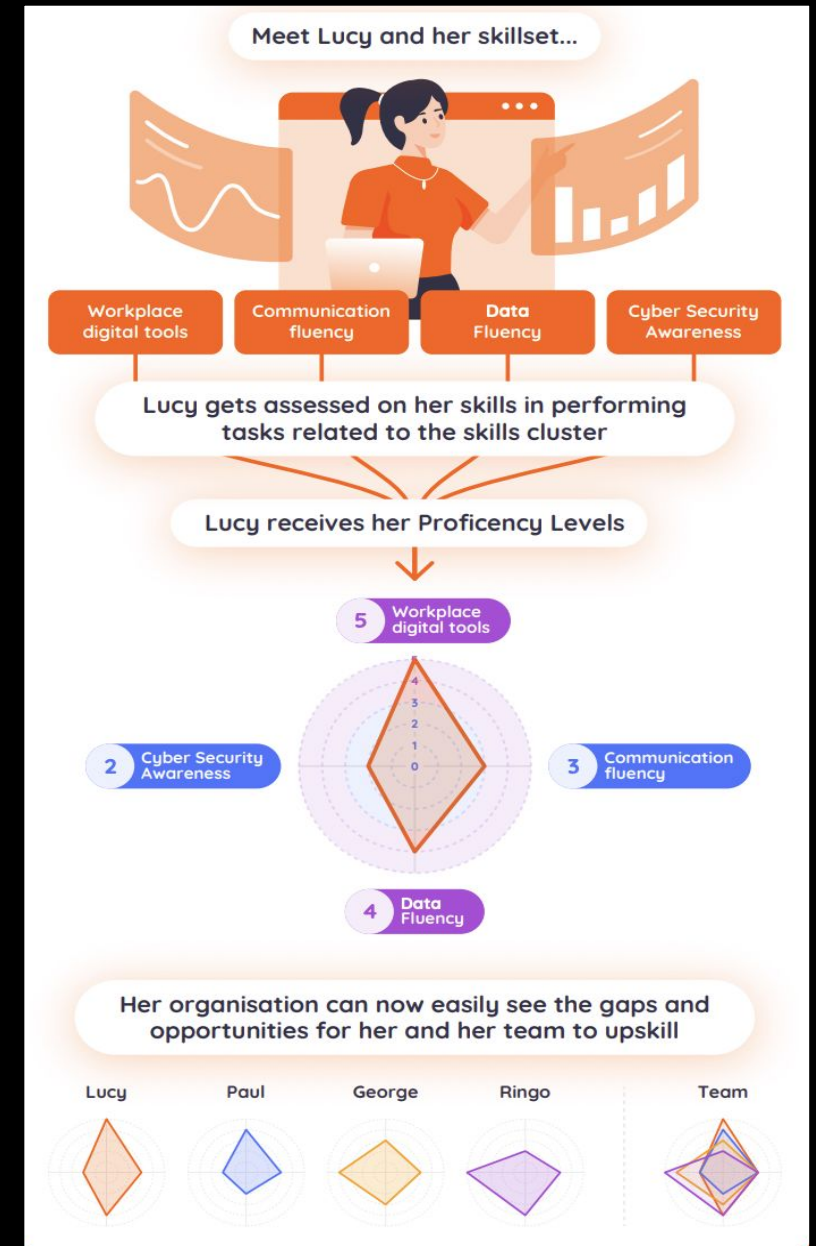 Meet Lucy and her skillset...
Workplace
digital tools
Communication
fluency
Data
Fluency
Cyber Security
Awareness
Lucy gets assessed on her skills in performing
tasks related to the skills cluster
Lucy receives her Proficency Levels
5
Workplace
digital tools
5
4
3
2
1
0
2
Cyber Security
Awareness
3
Communication
fluency
4
Data
Fluency
Her organisation can now easily see the gaps and
opportunities for her and her team to upskill
Lucy
Paul
George
Ringo
Team